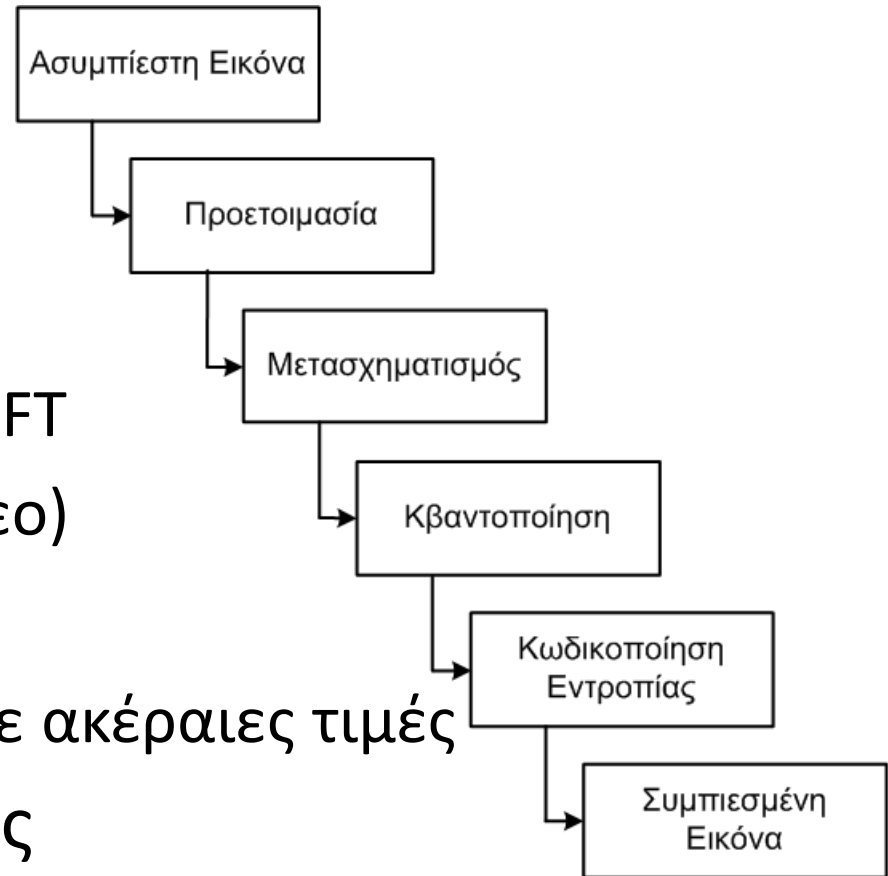 Ασυμπίεστη Εικόνα
Προετοιμασία
Μετασχηματισμός
FT
Κβαντοποίηση
εο)
Κωδικοποίηση
Εντροπίας
ε ακέραιες τιμές
Συμπιεσμένη
Εικόνα
ς